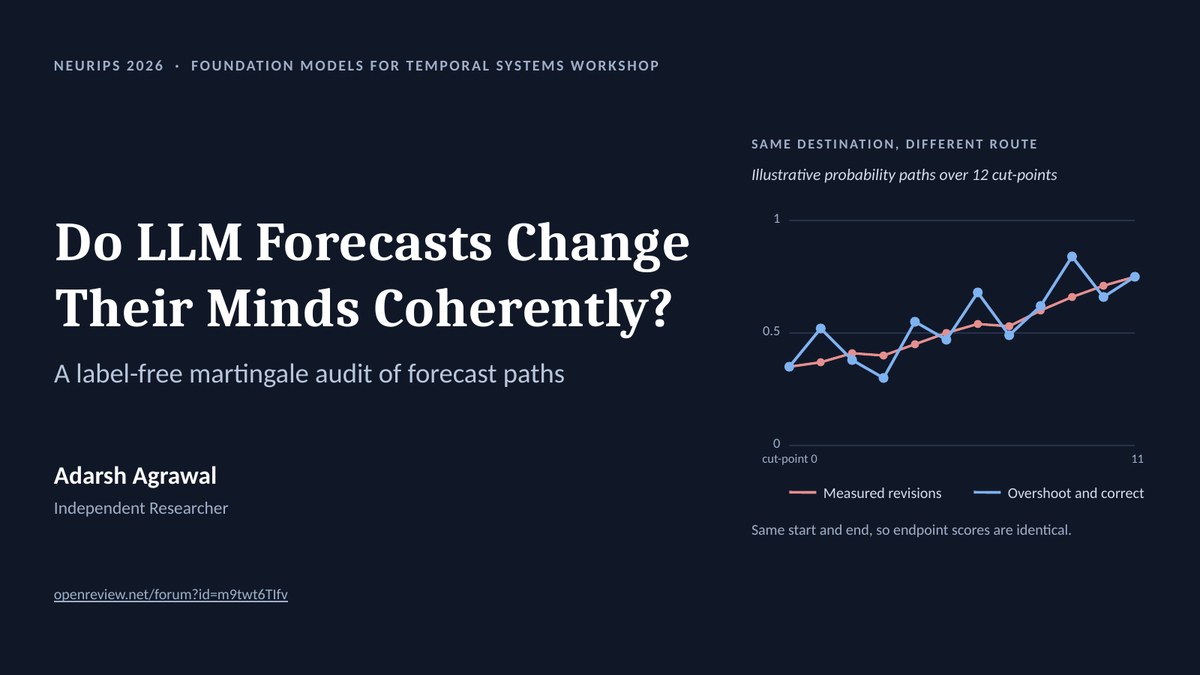 NEURIPS 2026 · FOUNDATION MODELS FOR TEMPORAL SYSTEMS WORKSHOP
Do LLM Forecasts Change
Their Minds Coherently?
A label-free martingale audit of forecast paths
Adarsh Agrawal
Independent Researcher
openreview.net/forum?id=m9twt6TIfv
SAME DESTINATION, DIFFERENT ROUTE
Illustrative probability paths over 12 cut-points
1
0.5
0
cut-point 0
11
Measured revisions
Overshoot and correct
Same start and end, so endpoint scores are identical.